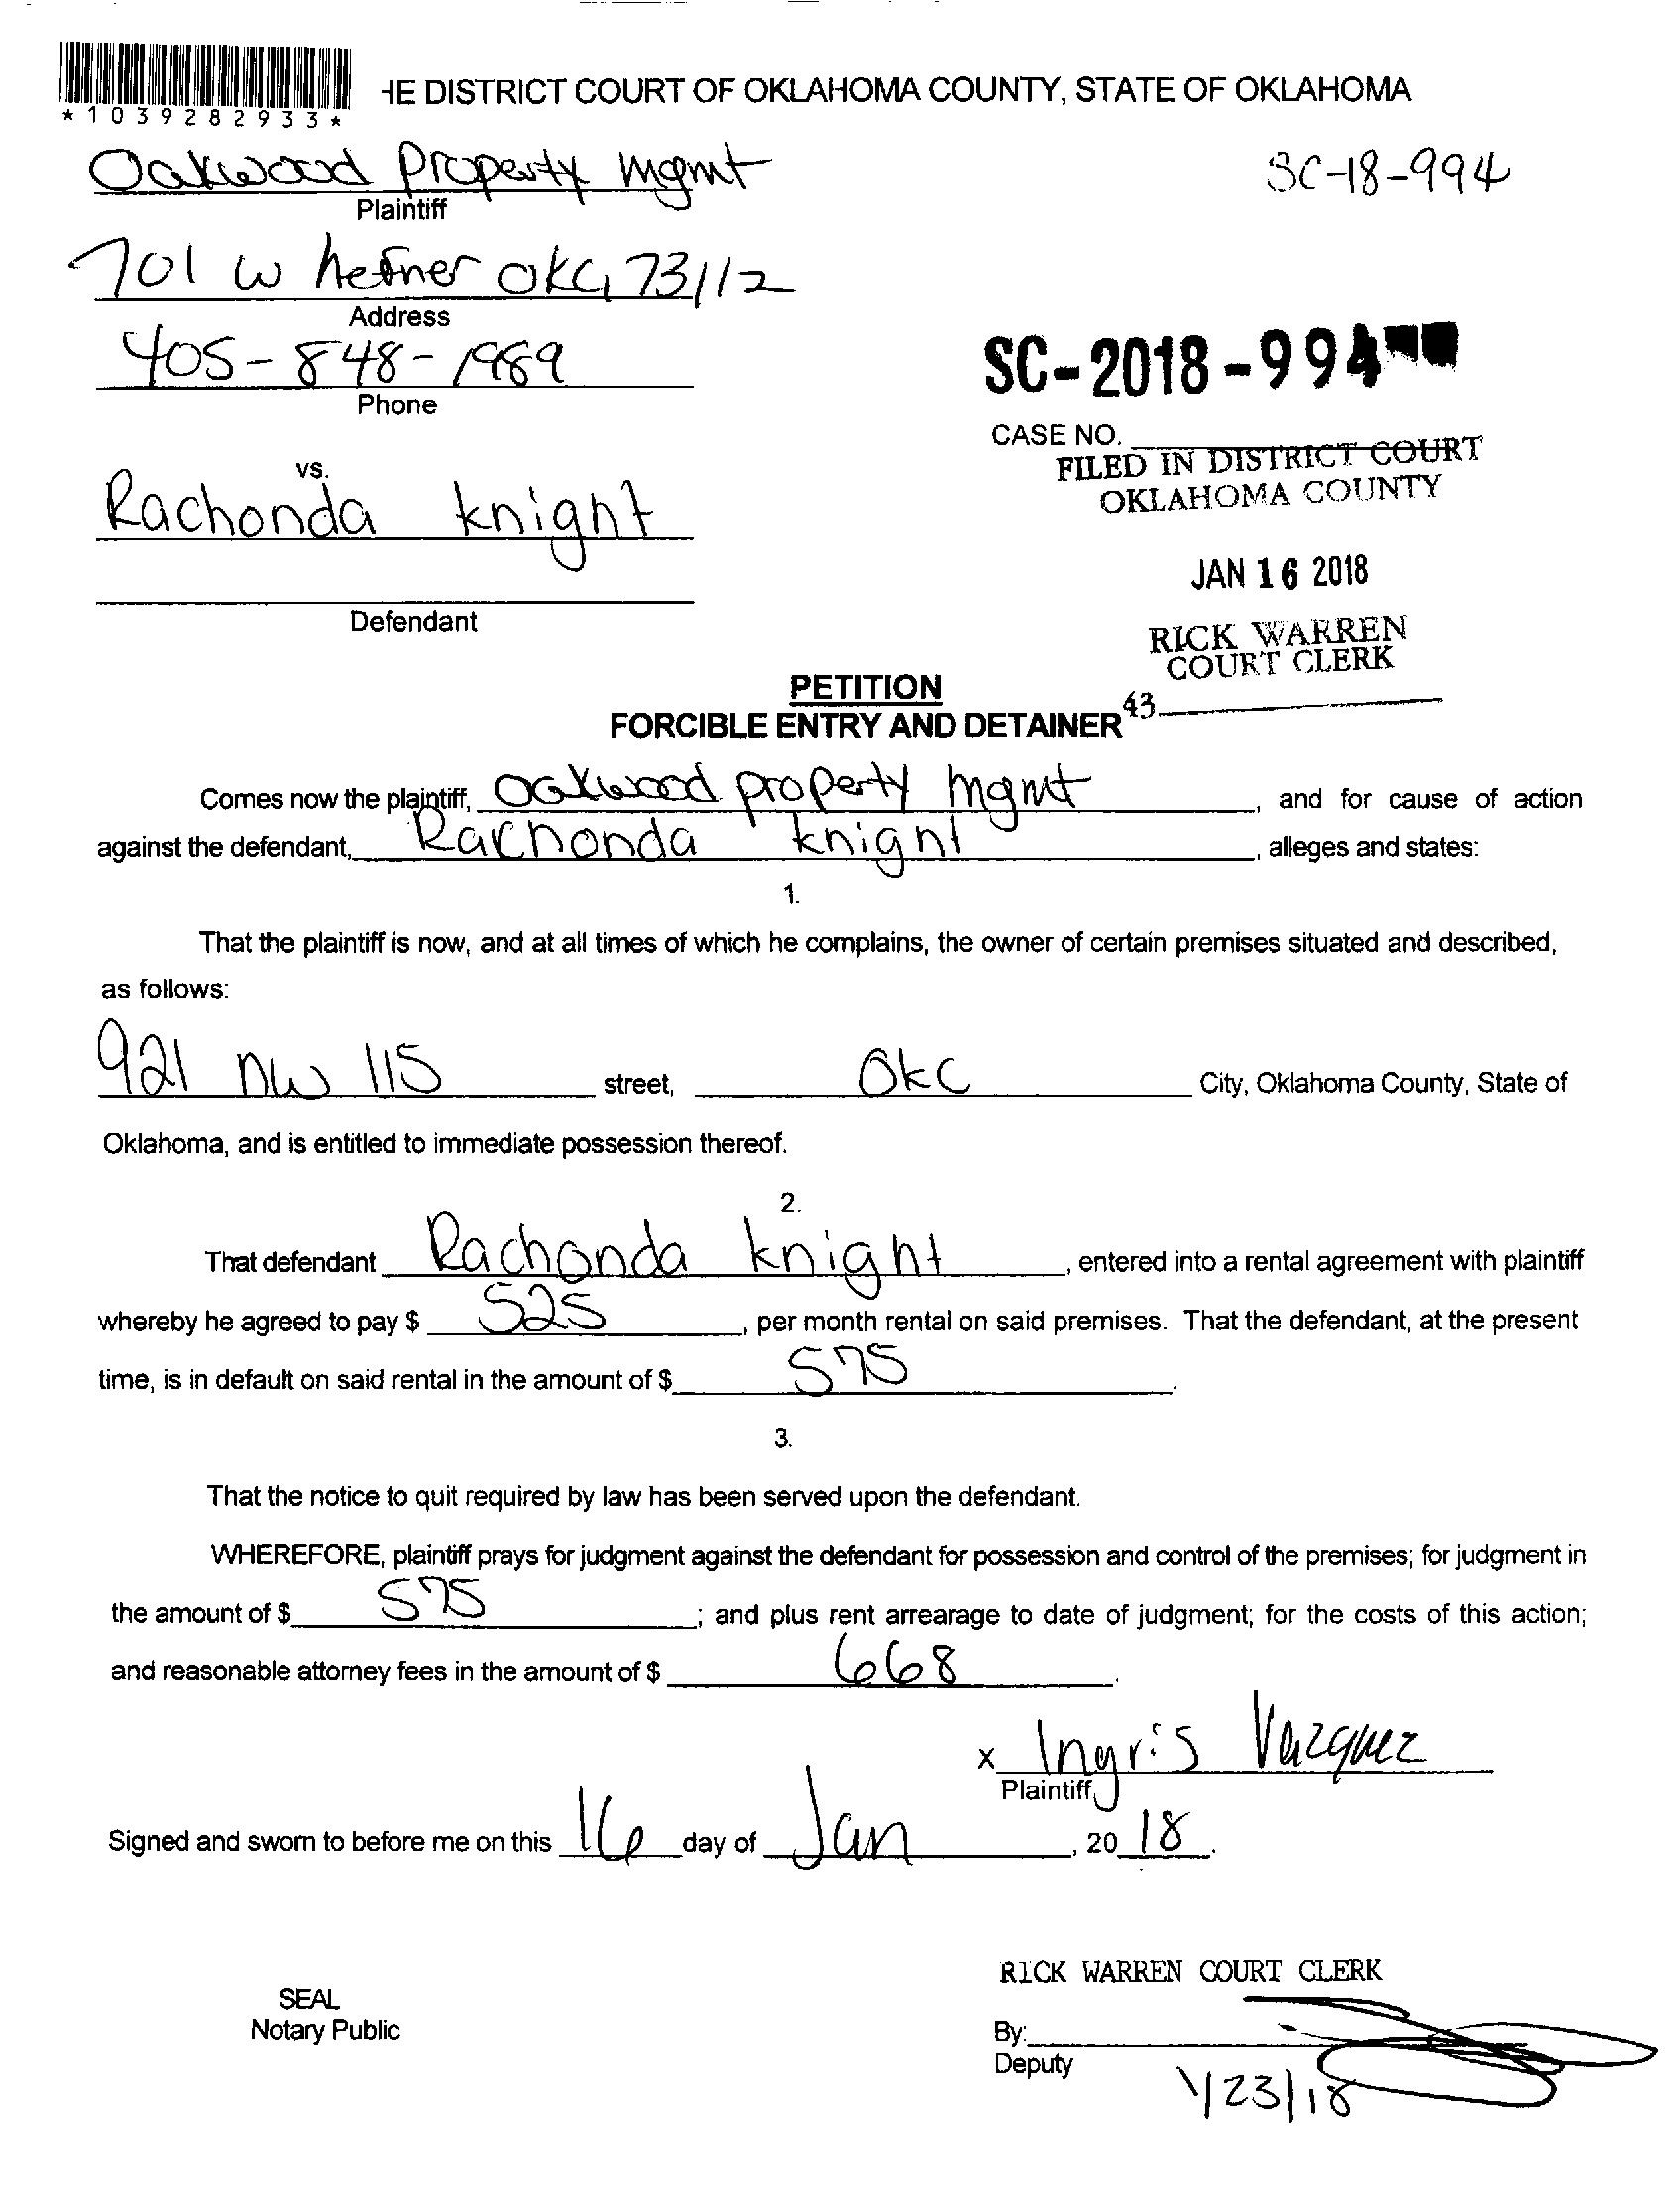 HE DISTRICT COURT OF OKLAHOMA COUNTY, STATE OF OKLAHOMA
*1039282933*
Oakwood Property Mgmt
SC-18-994
Plaintiff
701 W hefner OKC, 73112
Address
405-848-1989
Phone
SC-2018-994
CASE NO.
FILED IN DISTRICT COURT
OKLAHOMA COUNTY
vs.
Rachonda knight
JAN 16 2018
Defendant
RICK WARREN
COURT CLERK
PETITION
43
FORCIBLE ENTRY AND DETAINER
Comes now the plaintiff, Oakwood property Mgmt, and for cause of action
against the defendant, Rachonda knight, alleges and states:
1.
That the plaintiff is now, and at all times of which he complains, the owner of certain premises situated and described,
as follows:
921 NW 115 street, OKC City, Oklahoma County, State of
Oklahoma, and is entitled to immediate possession thereof.
2.
That defendant Rachonda knight, entered into a rental agreement with plaintiff
whereby he agreed to pay $ 525, per month rental on said premises. That the defendant, at the present
time, is in default on said rental in the amount of $ 575.
3.
That the notice to quit required by law has been served upon the defendant.
WHEREFORE, plaintiff prays for judgment against the defendant for possession and control of the premises; for judgment in
the amount of $ 575; and plus rent arrearage to date of judgment; for the costs of this action;
and reasonable attorney fees in the amount of $ 668.
x Ingris Vazquez
Plaintiff
Signed and sworn to before me on this 16 day of Jan, 20 18.
RICK WARREN COURT CLERK
SEAL
Notary Public
By:
Deputy
1/23/18